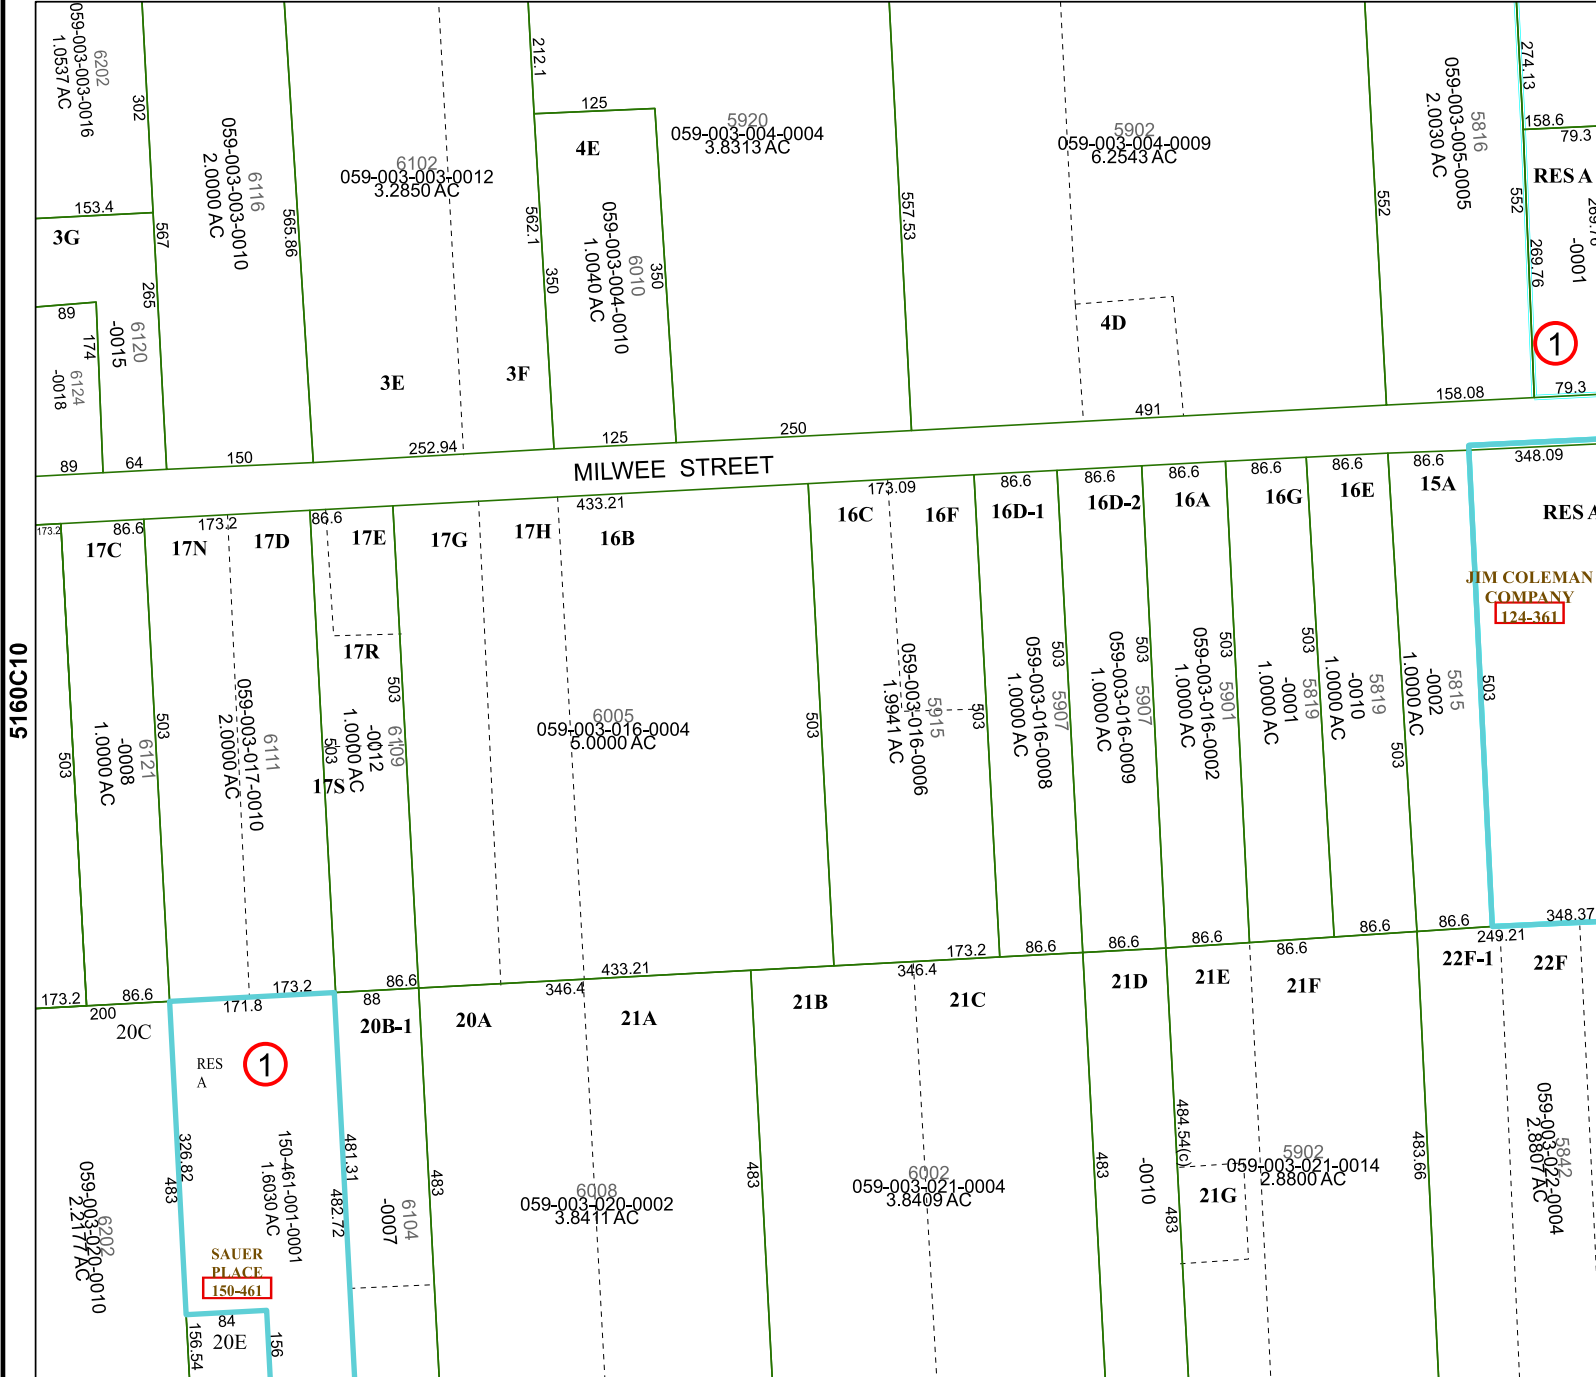 5160C10
6202
059-003-003-0016
1.0537 AC
302
153.4
3G
567
265
89
174
6120
-0015
6124
-0018
89
64
6116
059-003-003-0010
2.0000 AC
565.86
150
6102
059-003-003-0012
3.2850 AC
3E
3F
252.94
212.1
562.1
125
4E
350
6010
059-003-004-0010
1.0040 AC
350
125
5920
059-003-004-0004
3.8313 AC
557.53
250
5902
059-003-004-0009
6.2543 AC
4D
491
552
5816
059-003-005-0005
2.0030 AC
552
158.08
274.13
158.6
79.3
RES A
269.76
-0001
269.76
1
79.3
MILWEE STREET
173.2
86.6
17C
173.2
17N
17D
86.6
17E
17G
17H
433.21
16B
173.09
16C
16F
86.6
16D-1
86.6
16D-2
86.6
16A
86.6
16G
86.6
16E
86.6
15A
348.09
RES A
JIM COLEMAN
COMPANY
124-361
503
6121
-0008
1.0000 AC
503
6111
059-003-017-0010
2.0000 AC
503
17R
17S
6109
-0112
1.0000 AC
503
6005
059-003-016-0004
5.0000 AC
503
5915
059-003-016-0006
1.9941 AC
503
5907
059-003-016-0008
1.0000 AC
503
5907
059-003-016-0009
1.0000 AC
503
5901
059-003-016-0002
1.0000 AC
503
5819
-0001
1.0000 AC
503
5819
-0010
1.0000 AC
503
5815
-0002
1.0000 AC
503
173.2
86.6
173.2
86.6
433.21
173.2
86.6
86.6
86.6
86.6
86.6
86.6
348.37
200
20C
171.8
88
20B-1
20A
346.4
21A
21B
346.4
21C
21D
21E
21F
22F-1
249.21
22F
RES
A
1
326.82
483
150-461-001-0001
1.6030 AC
481.31
482.72
SAUER
PLACE
150-461
84
20E
156.54
156
6202
059-003-020-0010
2.2177 AC
6104
-0007
483
6008
059-003-020-0002
3.8411 AC
483
6002
059-003-021-0004
3.8409 AC
483
-0010
484.54(c)
483
21G
5902
059-003-021-0014
2.8800 AC
483.66
5842
059-003-022-0004
2.8807 AC